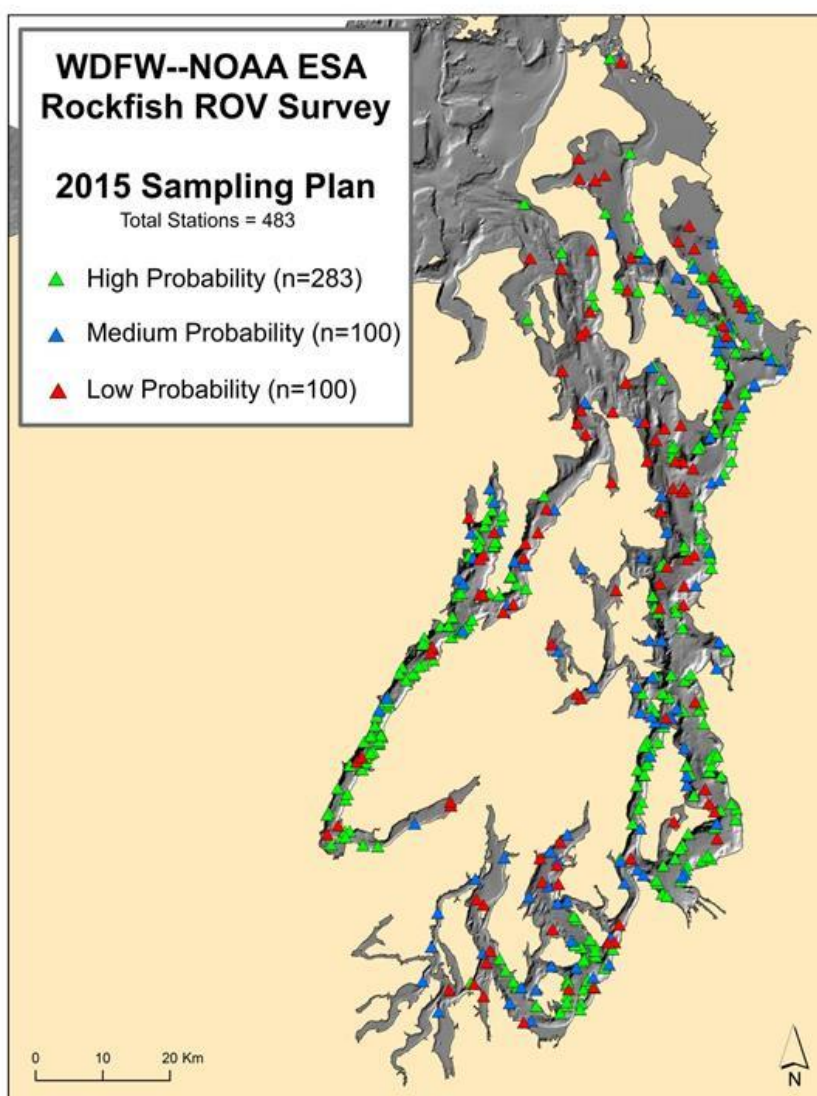 WDFW--NOAA ESA
Rockfish ROV Survey
2015 Sampling Plan
Total Stations = 483
High Probability (n=283)
Medium Probability (n=100)
Low Probability (n=100)
0 10 20 Km
N